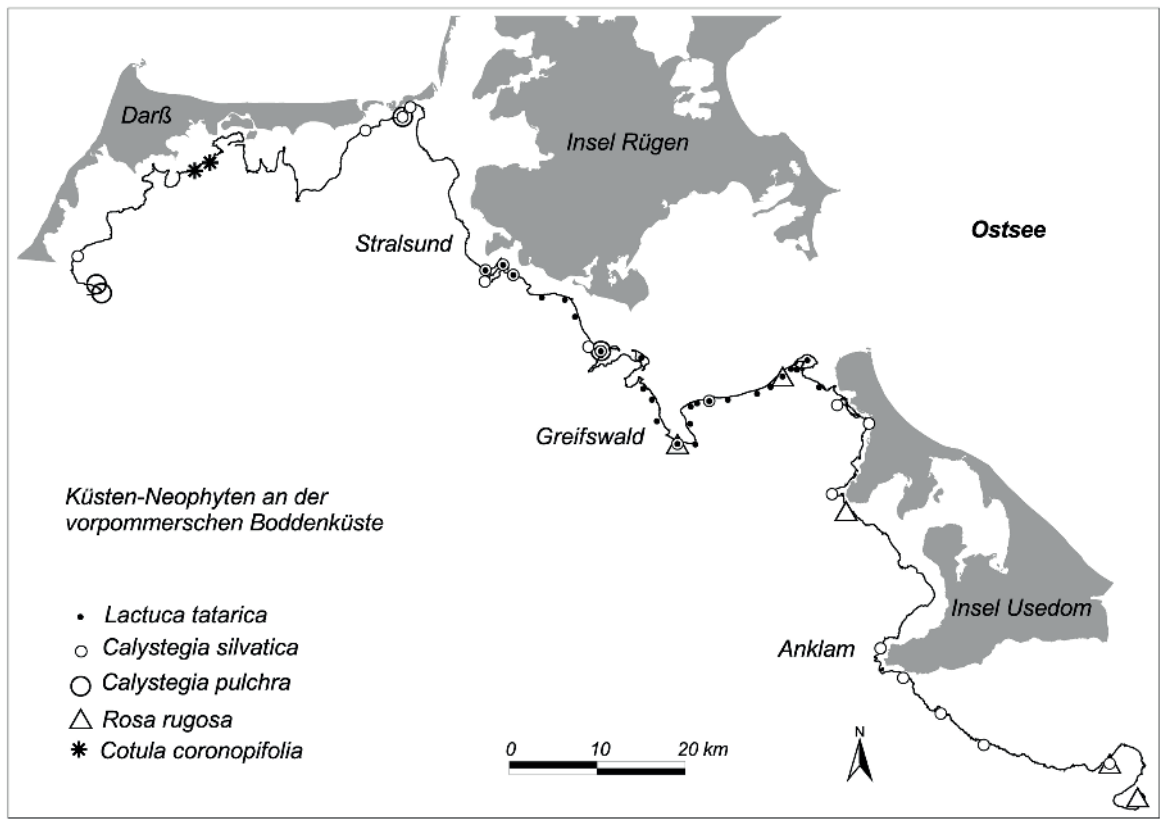 Darß
Insel Rügen
Ostsee
Stralsund
Greifswald
Küsten-Neophyten an der
vorpommerschen Boddenküste
Insel Usedom
Anklam
Lactuca tatarica
Calystegia silvatica
Calystegia pulchra
Rosa rugosa
Cotula coronopifolia
0 10 20 km
N